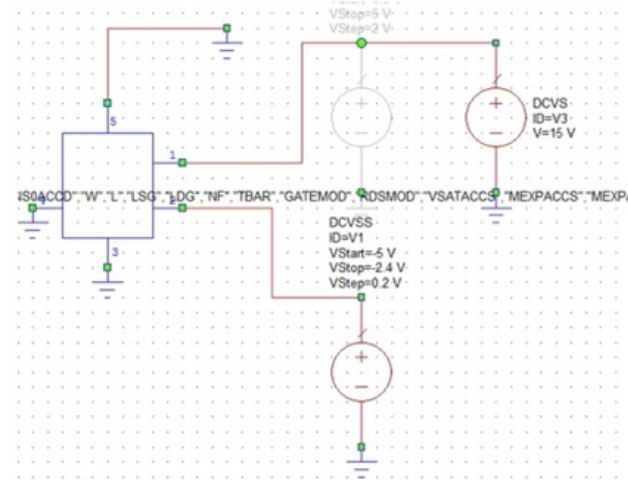 VStop=5 V
VStep=2 V
5
1
DCVS
ID=V3
V=15 V
"W","L","LSG","LDG","NF","TBAR","GATEMOD","RDSMOD","VSATACCS","MEXPACCS","MEXPA
2
3
DCVSS
ID=V1
VStart=-5 V
VStop=-2.4 V
VStep=0.2 V